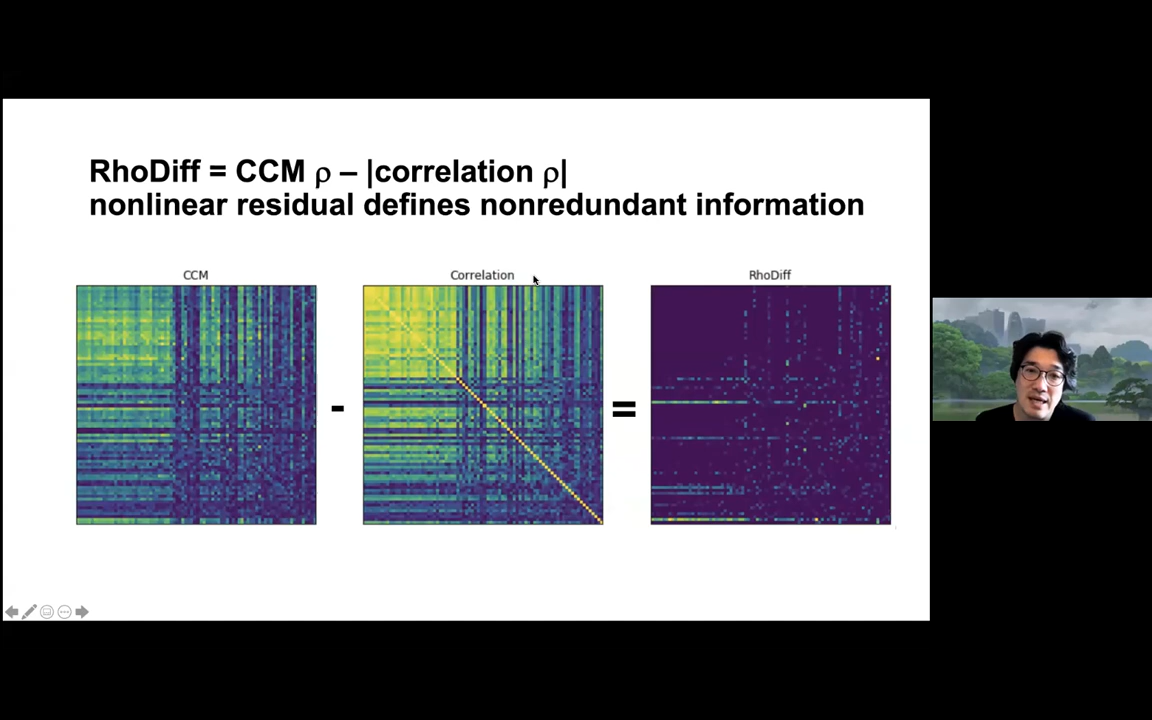 RhoDiff = CCM ρ – |correlation ρ|
nonlinear residual defines nonredundant information
CCM
Correlation
RhoDiff
-
=